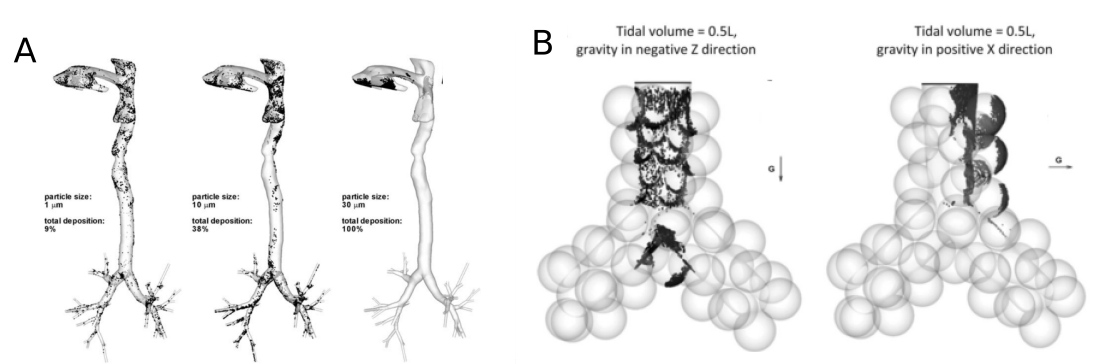 A
particle size:
1 µm
total deposition:
9%
particle size:
10 µm
total deposition:
38%
particle size:
30 µm
total deposition:
100%
B
Tidal volume = 0.5L,
gravity in negative Z direction
G
Tidal volume = 0.5L,
gravity in positive X direction
G